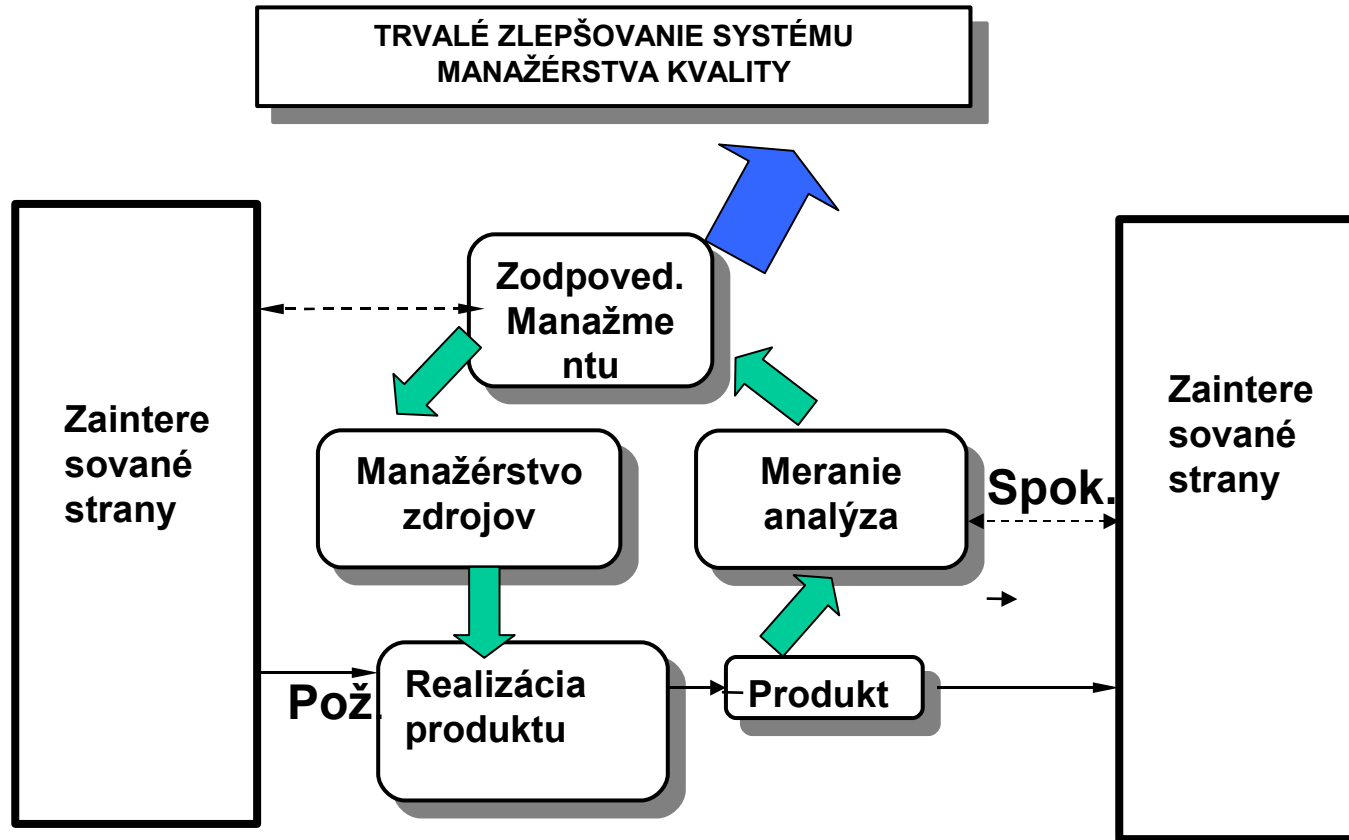 TRVALÉ ZLEPŠOVANIE SYSTÉMU
MANAŽÉRSTVA KVALITY
Zodpoved.
Manažme
ntu
Zaintere
sované
strany
Manažérstvo
zdrojov
Meranie
analýza
Spok.
Zaintere
sované
strany
Pož.
Realizácia
produktu
Produkt